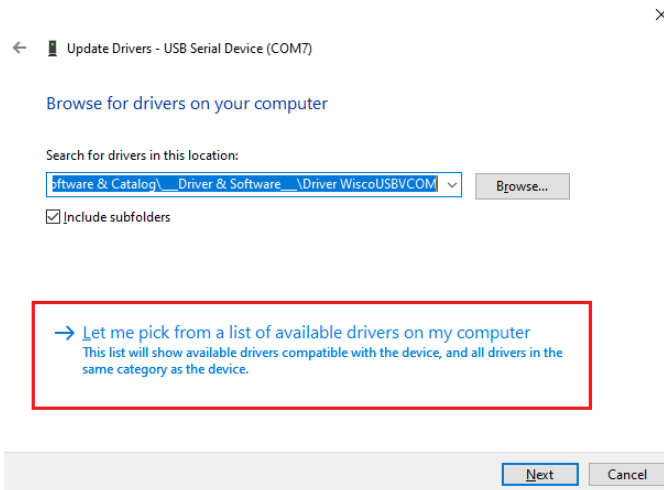 Update Drivers - USB Serial Device (COM7)
Browse for drivers on your computer
Search for drivers in this location:
oftware & Catalog\___Driver & Software___\Driver WiscoUSBVCOM
Browse...
Include subfolders
Let me pick from a list of available drivers on my computer
This list will show available drivers compatible with the device, and all drivers in the
same category as the device.
Next
Cancel